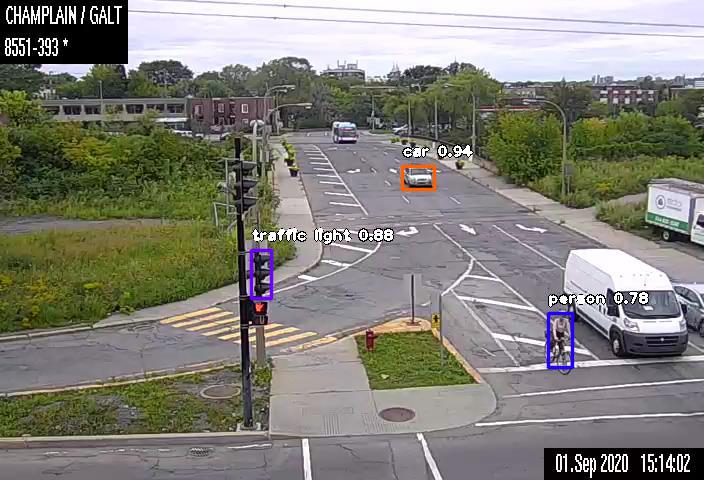 CHAMPLAIN / GALT
8551-393 *
car 0.94
traffic light 0.88
person 0.78
01.Sep 2020 15:14:02